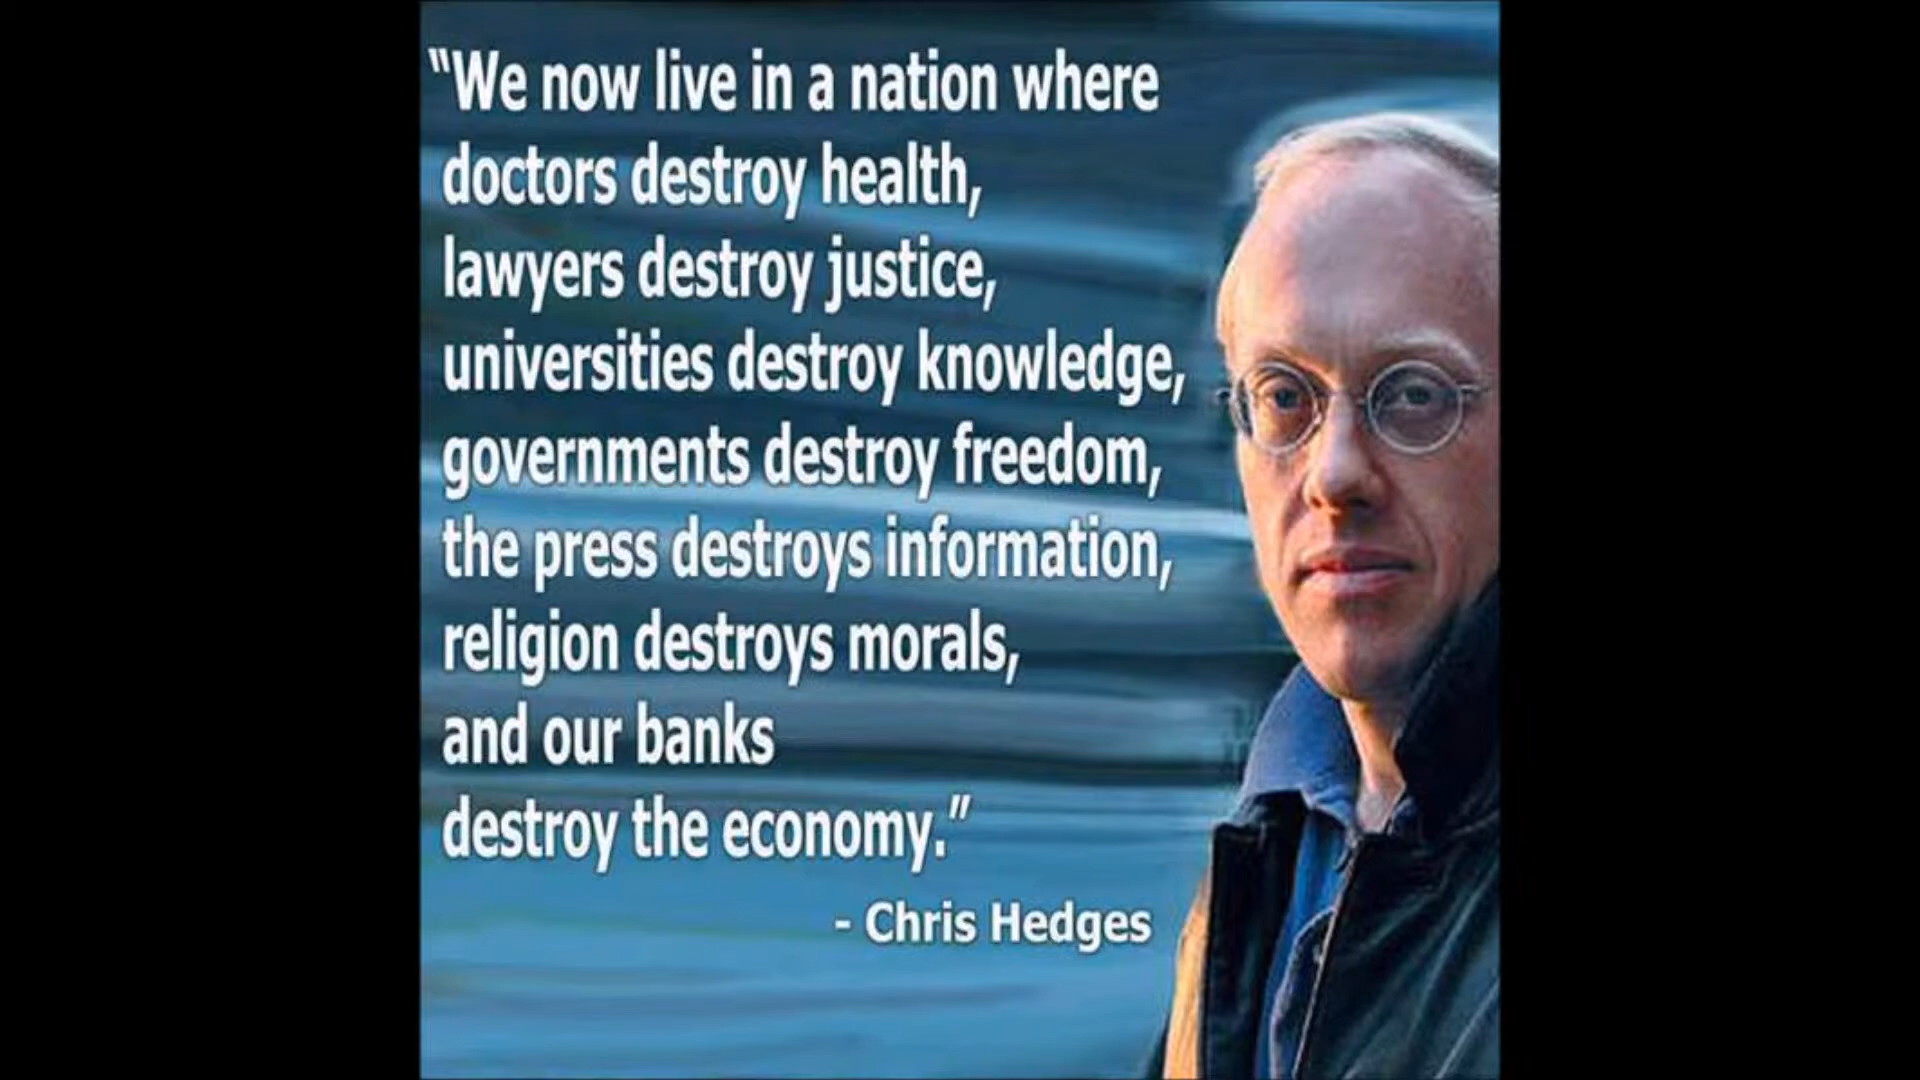 “We now live in a nation where
doctors destroy health,
lawyers destroy justice,
universities destroy knowledge,
governments destroy freedom,
the press destroys information,
religion destroys morals,
and our banks
destroy the economy.”
- Chris Hedges